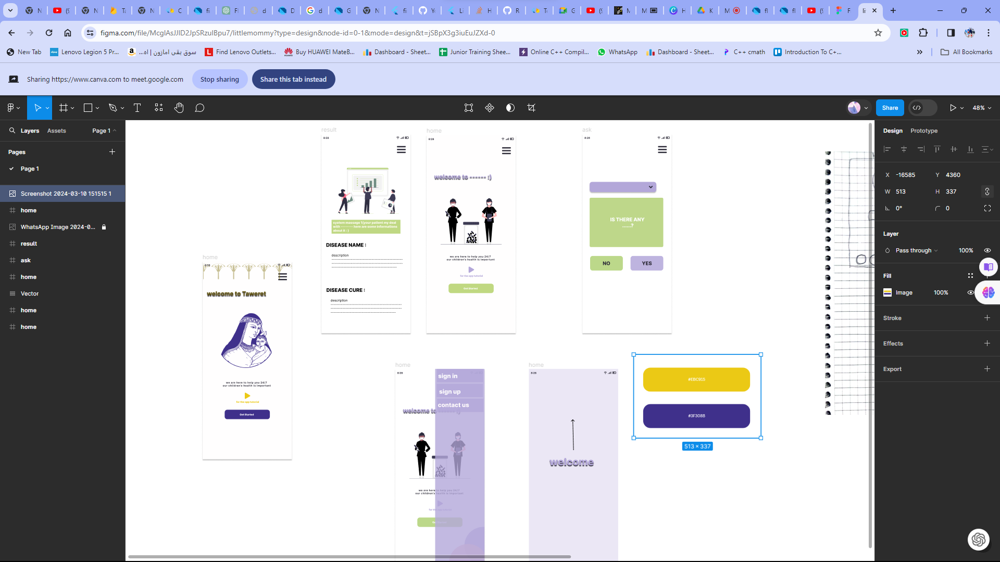 figma.com/file/McglAsJJlD2JpSRzulBpu7/littlemommy?type=design&node-id=0-1&mode=design&t=jSBpX3g3iuEuJZXd-0
New Tab
Lenovo Legion 5 Pr...
سوق بقى امازون | اه...
Find Lenovo Outlets...
Buy HUAWEI MateB...
Dashboard - Sheet...
Junior Training Shee...
Online C++ Compil...
WhatsApp
Dashboard - Sheet...
C++ cmath
Introduction To C+...
All Bookmarks
Sharing https://www.canva.com to meet.google.com
Stop sharing
Share this tab instead
Share
48%
Layers
Assets
Page 1
Pages
Page 1
Screenshot 2024-03-10 151515 1
home
WhatsApp Image 2024-0...
result
ask
home
Vector
home
home
result
8:28
system massage 1(your patient my deal
with --------- here are some informations
about it : )
DISEASE NAME :
description
DISEASE CURE :
description
home
8:28
welcome to ------ :)
we are here to help you 24/7
our children's health is important
for the app tutorial
Get Started
ask
8:28
IS THERE ANY
......?
NO
YES
home
8:28
welcome to Taweret
we are here to help you 24/7
our children's health is important
for the app tutorial
Get Started
home
8:28
sign in
sign up
contact us
welcome to
we are here to help you 24/7
our children's health is important
home
8:28
welcome
#EBC915
#3F308B
513 × 337
Design
Prototype
X -16585
Y 4360
W 513
H 337
0°
0
Layer
Pass through
100%
Fill
Image
100%
Stroke
Effects
Export